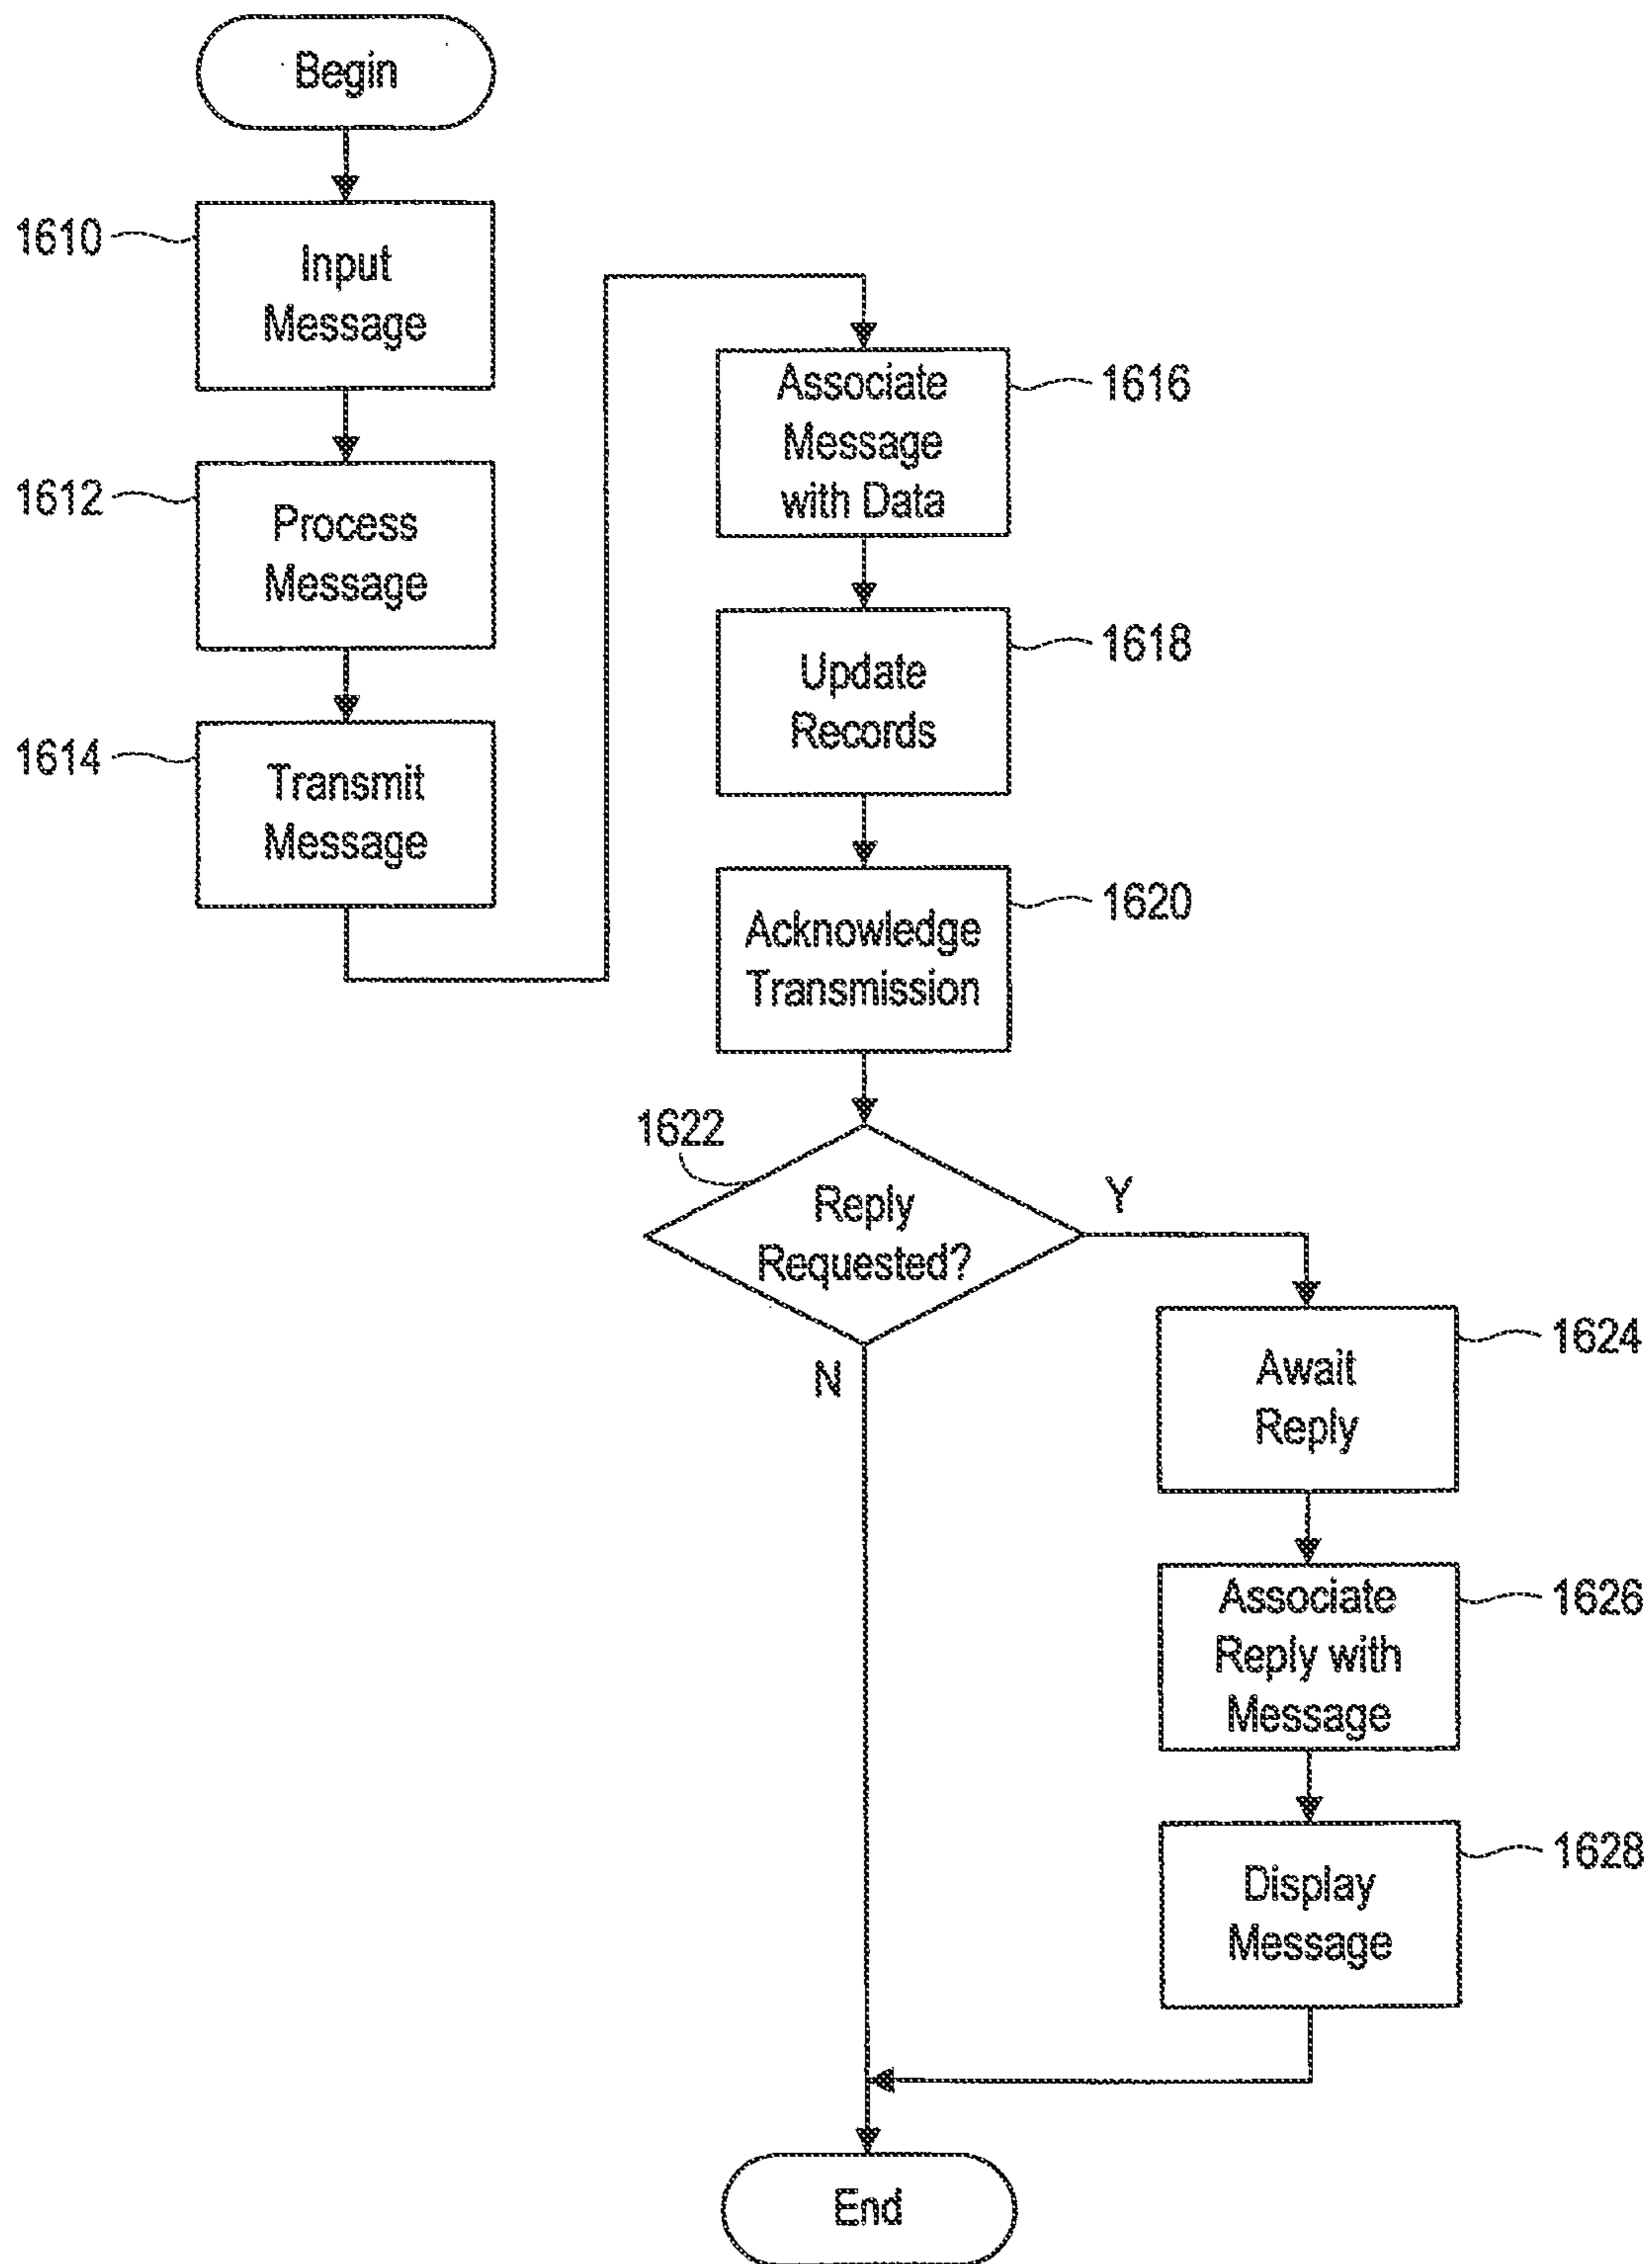 Begin
1610
Input
Message
1612
Process
Message
1614
Transmit
Message
Associate
Message
with Data
1616
Update
Records
1618
Acknowledge
Transmission
1620
1622
Reply
Requested?
Y
N
Await
Reply
1624
Associate
Reply with
Message
1626
Display
Message
1628
End